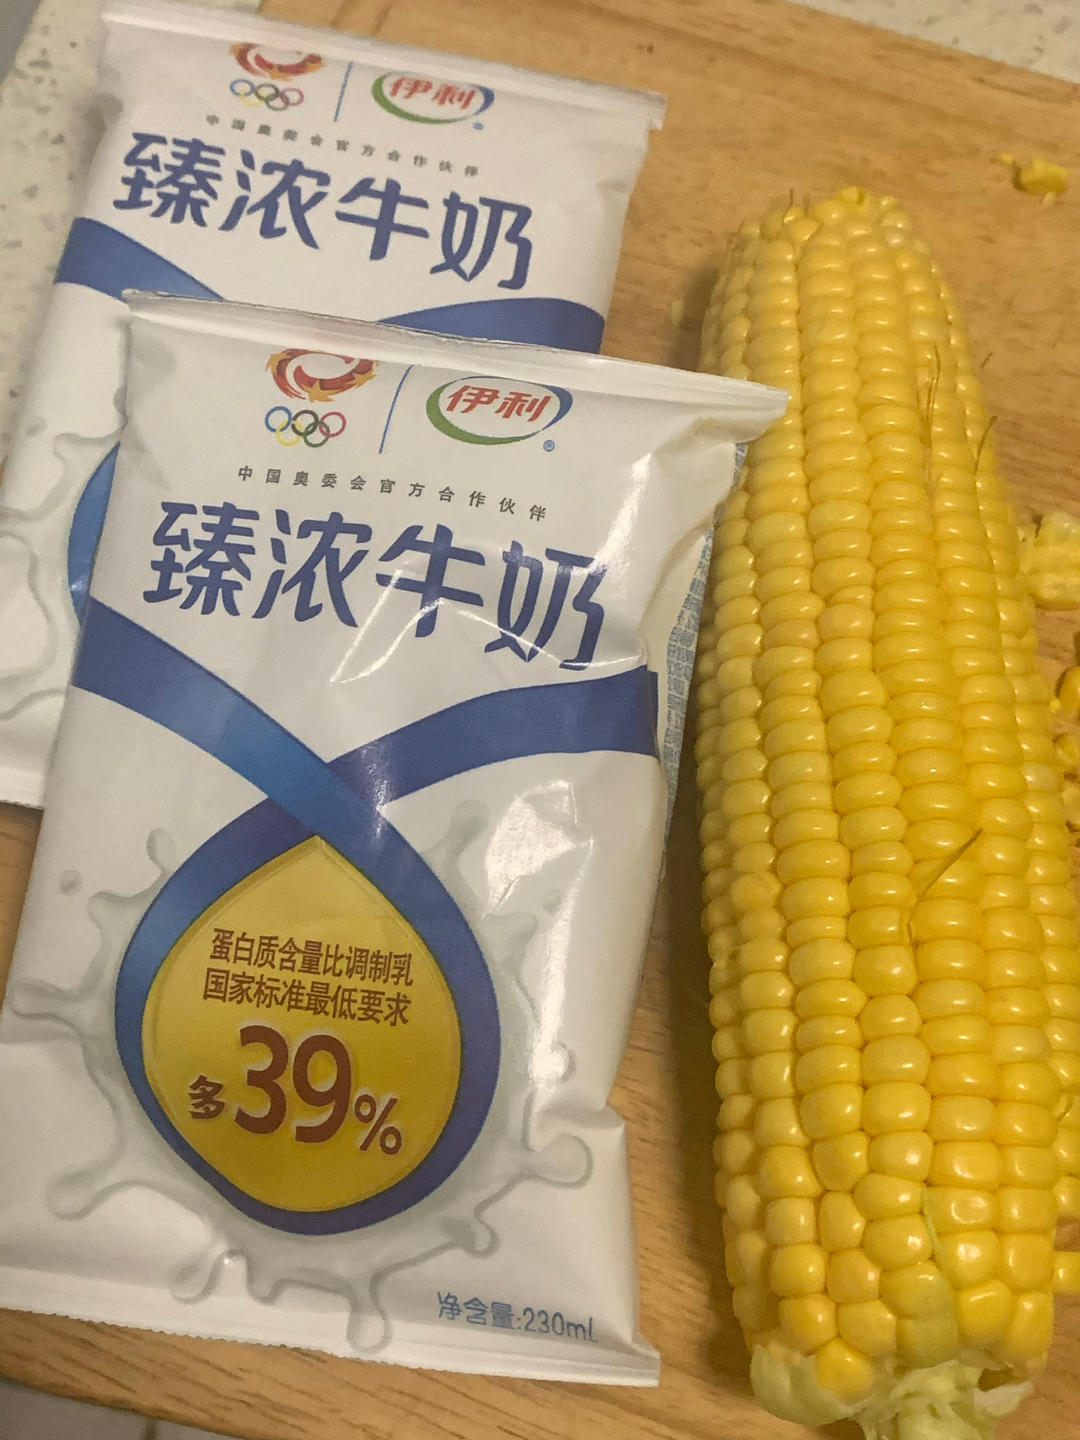 伊利
中国奥委会官方合作伙伴
臻浓牛奶
伊利
中国奥委会官方合作伙伴
臻浓牛奶
蛋白质含量比调制乳
国家标准最低要求
多39%
净含量:230mL